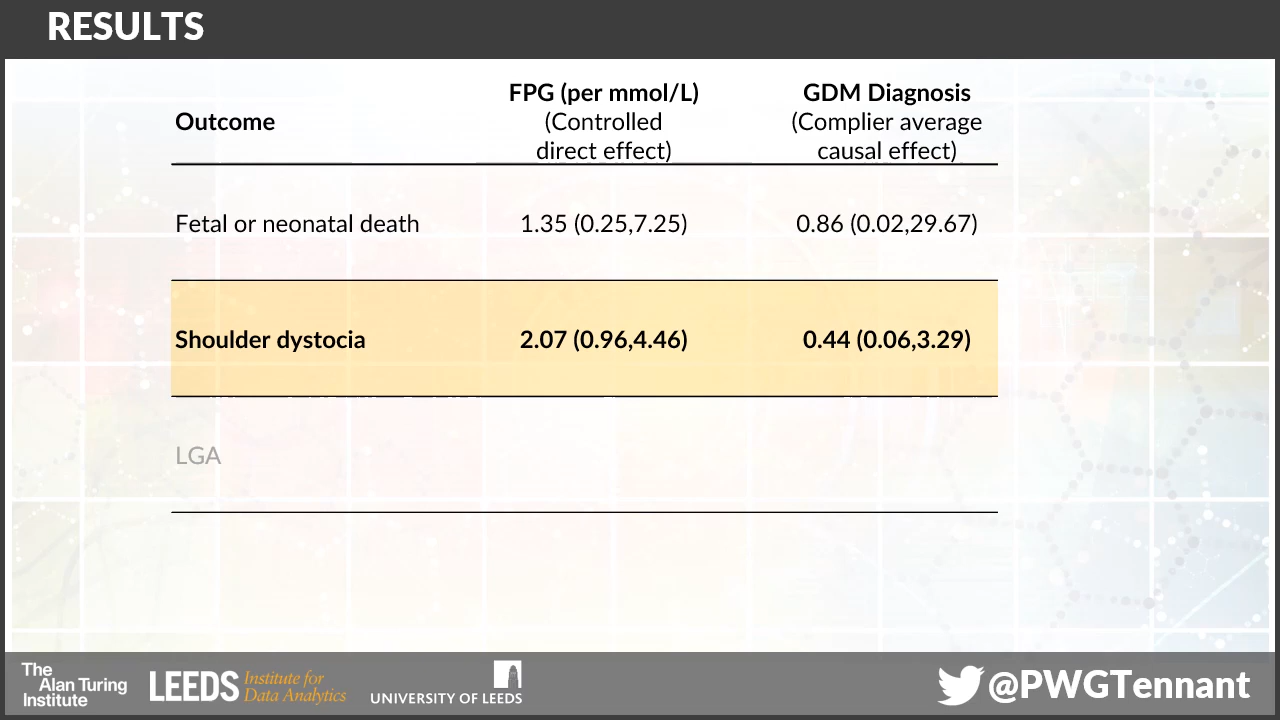 RESULTS
Outcome
FPG (per mmol/L)
(Controlled
direct effect)
GDM Diagnosis
(Complier average
causal effect)
Fetal or neonatal death 1.35 (0.25,7.25) 0.86 (0.02,29.67)
Shoulder dystocia 2.07 (0.96,4.46) 0.44 (0.06,3.29)
LGA
The
Alan Turing
Institute
LEEDS Institute for
Data Analytics
UNIVERSITY OF LEEDS
@PWGTennant